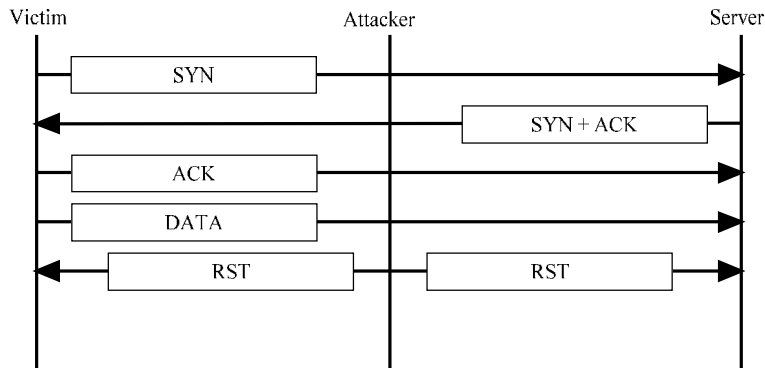 Victim Attacker Server
SYN
SYN + ACK
ACK
DATA
RST RST